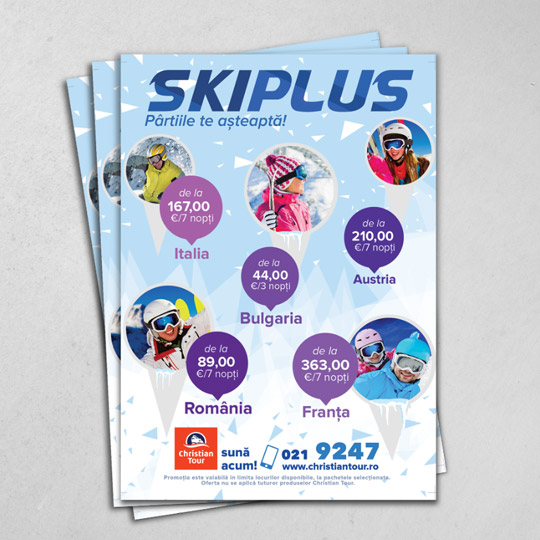 SKIPLUS
Pârtiile te așteaptă!
de la
167,00
€/7 nopți
Italia
de la
44,00
€/3 nopți
Bulgaria
de la
210,00
€/7 nopți
Austria
de la
89,00
€/7 nopți
România
de la
363,00
€/7 nopți
Franța
Christian
Tour
sună
acum!
021 9247
www.christiantour.ro
Promoția este valabilă în limita locurilor disponibile, la pachetele selecționate.
Oferta nu se aplică tuturar produselor Christian Tour.